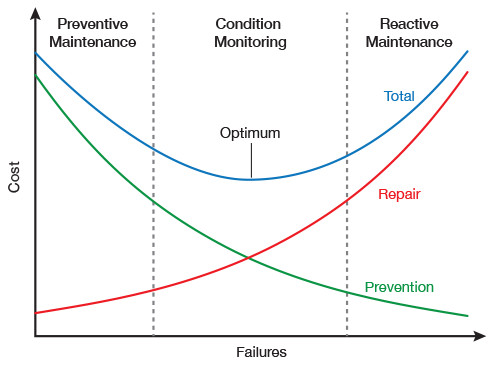 Preventive
Maintenance
Condition
Monitoring
Reactive
Maintenance
Total
Optimum
Repair
Prevention
Cost
Failures